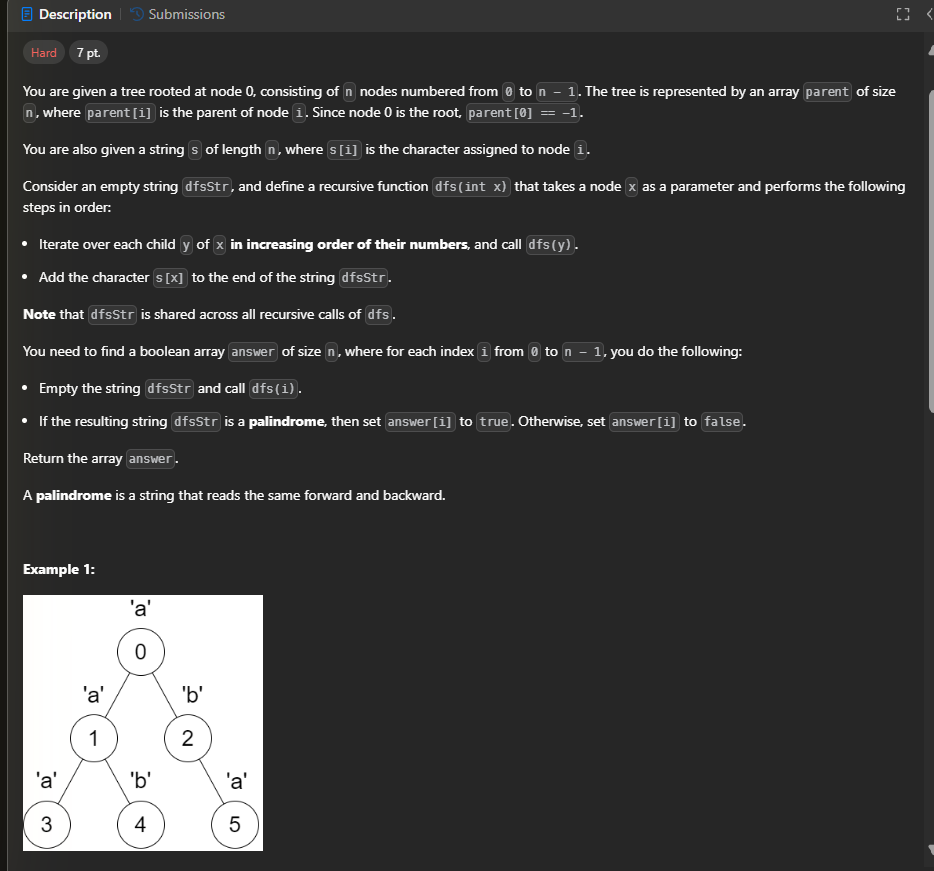 Description | Submissions
Hard 7 pt.
You are given a tree rooted at node 0, consisting of n nodes numbered from 0 to n - 1. The tree is represented by an array parent of size
n, where parent[i] is the parent of node i. Since node 0 is the root, parent[0] == -1.
You are also given a string s of length n, where s[i] is the character assigned to node i.
Consider an empty string dfsStr, and define a recursive function dfs(int x) that takes a node x as a parameter and performs the following
steps in order:
• Iterate over each child y of x in increasing order of their numbers, and call dfs(y).
• Add the character s[x] to the end of the string dfsStr.
Note that dfsStr is shared across all recursive calls of dfs.
You need to find a boolean array answer of size n, where for each index i from 0 to n - 1, you do the following:
• Empty the string dfsStr and call dfs(i).
• If the resulting string dfsStr is a palindrome, then set answer[i] to true. Otherwise, set answer[i] to false.
Return the array answer.
A palindrome is a string that reads the same forward and backward.
Example 1:
'a'
0
'a' 'b'
1 2
'a' 'b' 'a'
3 4 5